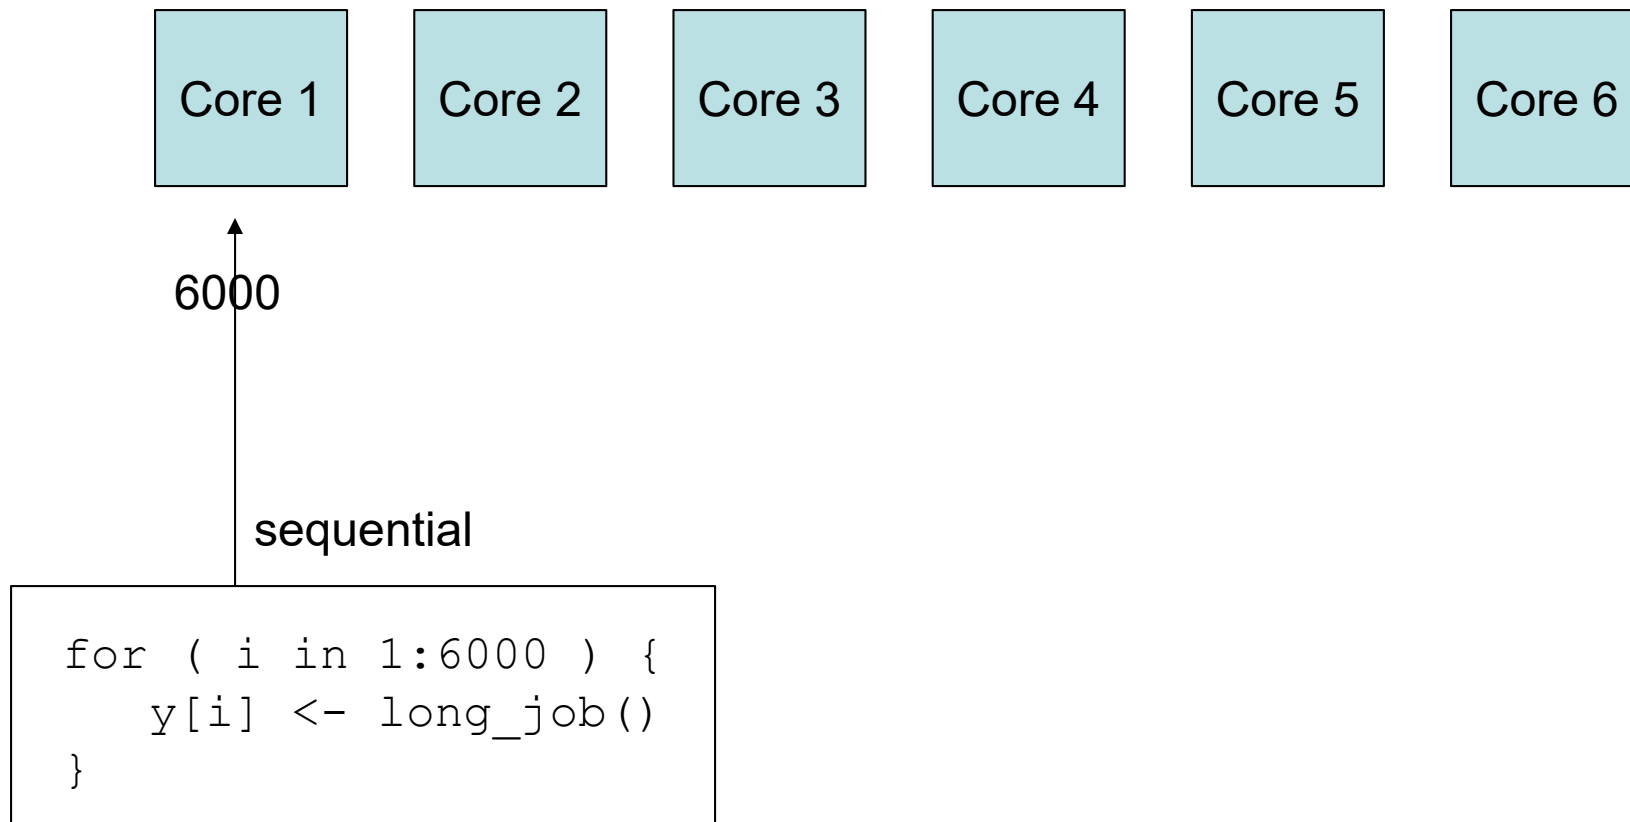 Core 1 Core 2 Core 3 Core 4 Core 5 Core 6
6000
sequential
for ( i in 1:6000 ) {
   y[i] <- long_job()
}